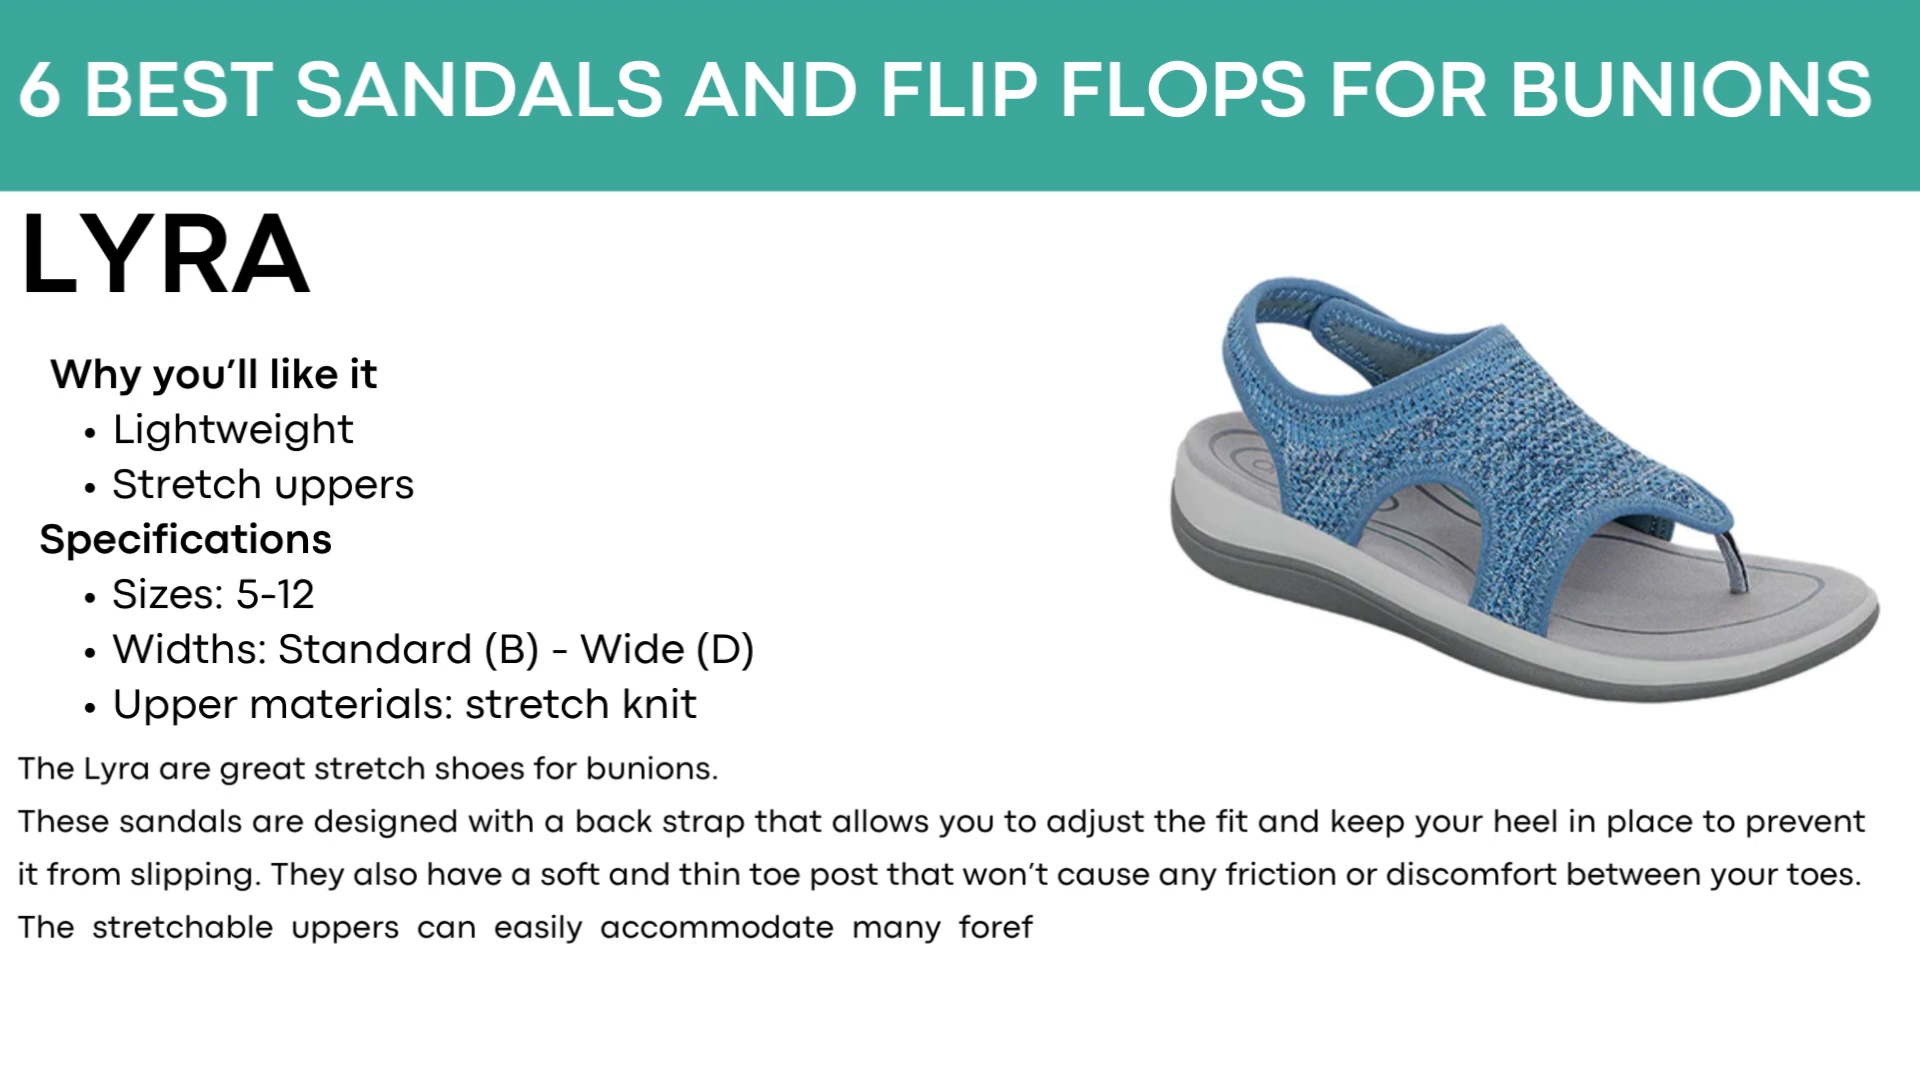 6 BEST SANDALS AND FLIP FLOPS FOR BUNIONS
LYRA
Why you’ll like it
• Lightweight
• Stretch uppers
Specifications
• Sizes: 5-12
• Widths: Standard (B) - Wide (D)
• Upper materials: stretch knit
The Lyra are great stretch shoes for bunions.
These sandals are designed with a back strap that allows you to adjust the fit and keep your heel in place to prevent
it from slipping. They also have a soft and thin toe post that won’t cause any friction or discomfort between your toes.
The stretchable uppers can easily accommodate many foref